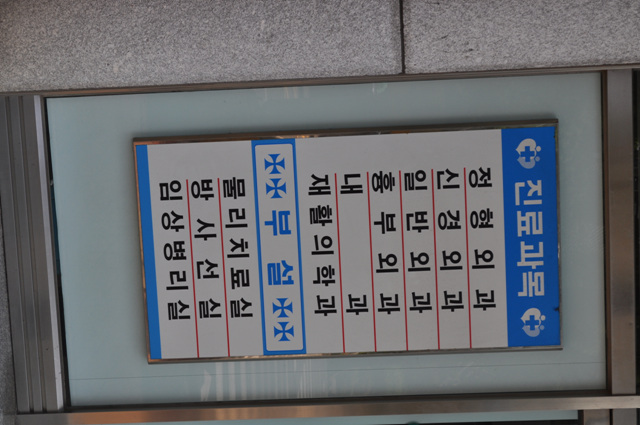 진료과목
정형외과
신경외과
일반외과
흉부외과
내과
재활의학과
부설
물리치료실
방사선실
임상병리실